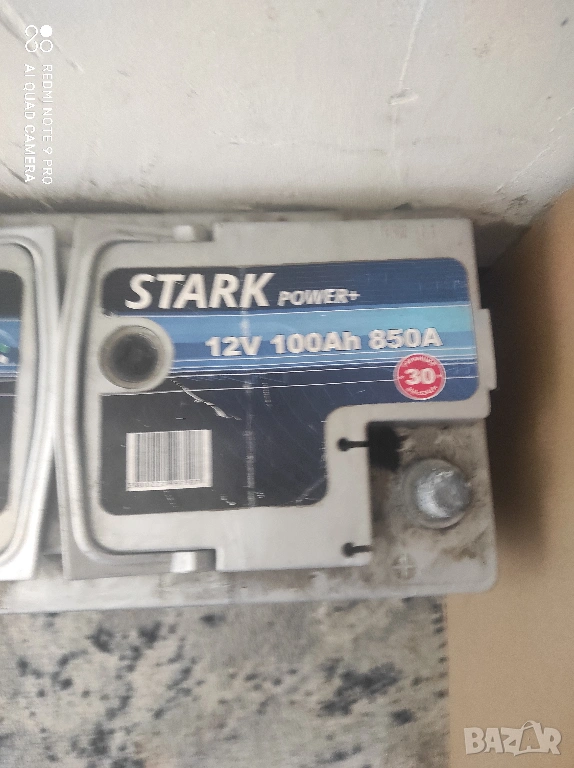 REDMI NOTE 9 PRO
AI QUAD CAMERA
STARK POWER+
12V 100Ah 850A
30
+
BAZAR